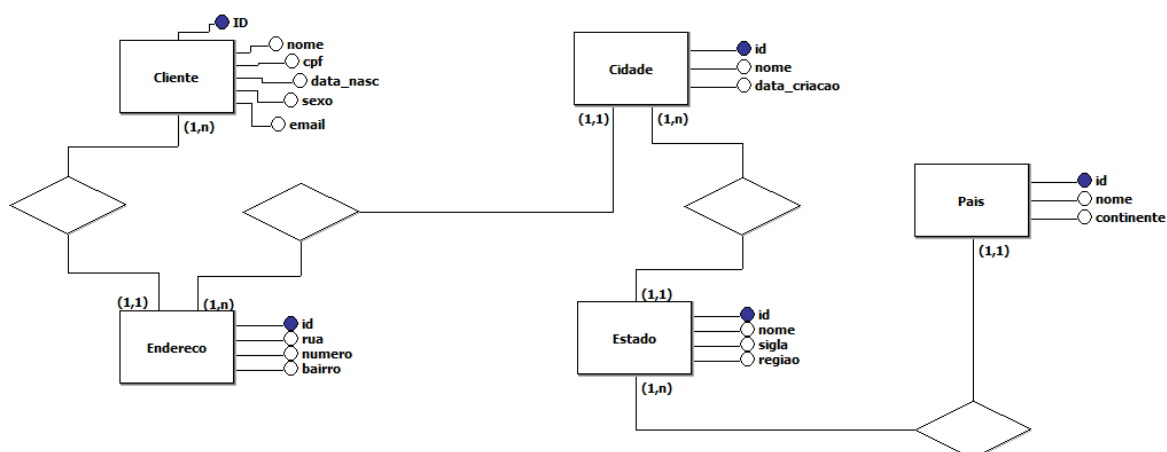 ID
Cliente
nome
cpf
data_nasc
sexo
email
(1,n)
Cidade
id
nome
data_criacao
(1,1)
(1,n)
Pais
id
nome
continente
(1,1)
(1,1)
(1,n)
Endereco
id
rua
numero
bairro
(1,1)
Estado
id
nome
sigla
regiao
(1,n)